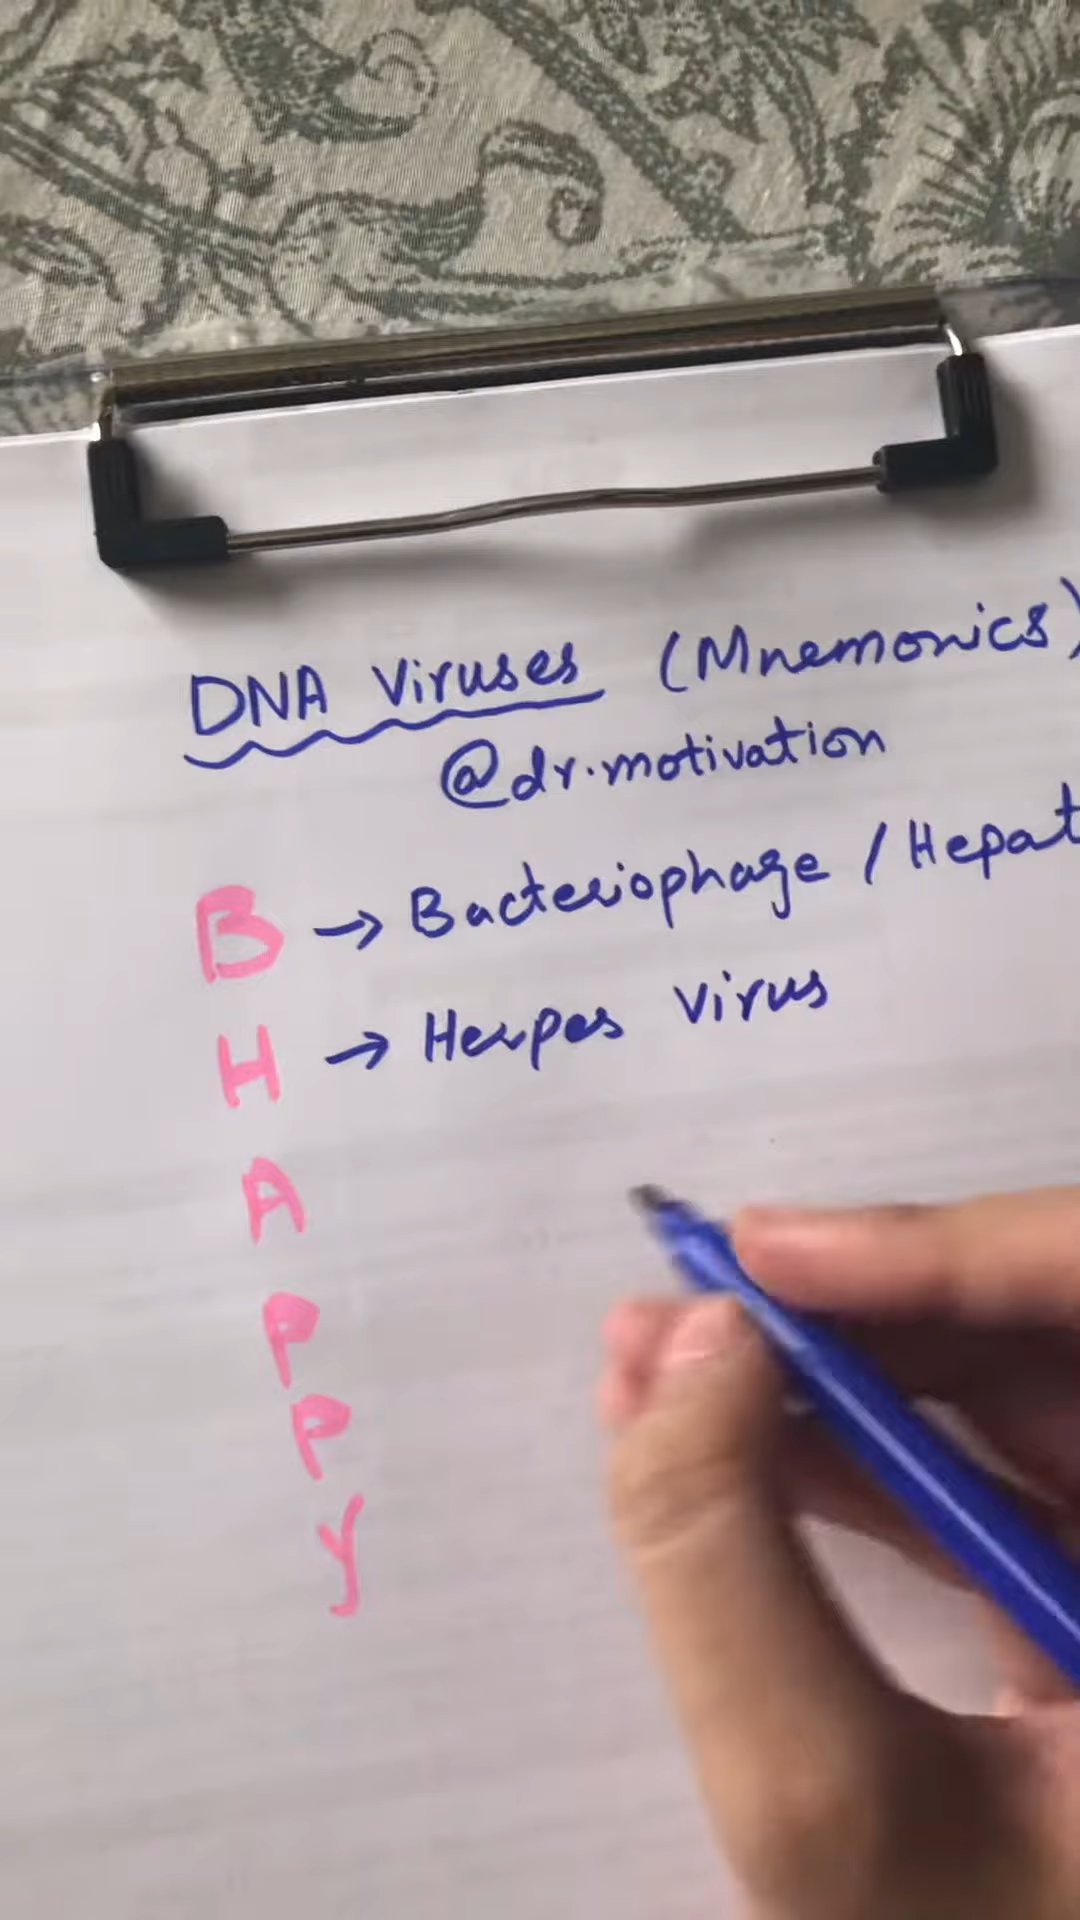 DNA Viruses (Mnemonics)
@dr.motivation
B → Bacteriophage / Hepat
H → Herpes Virus
A
P
P
Y